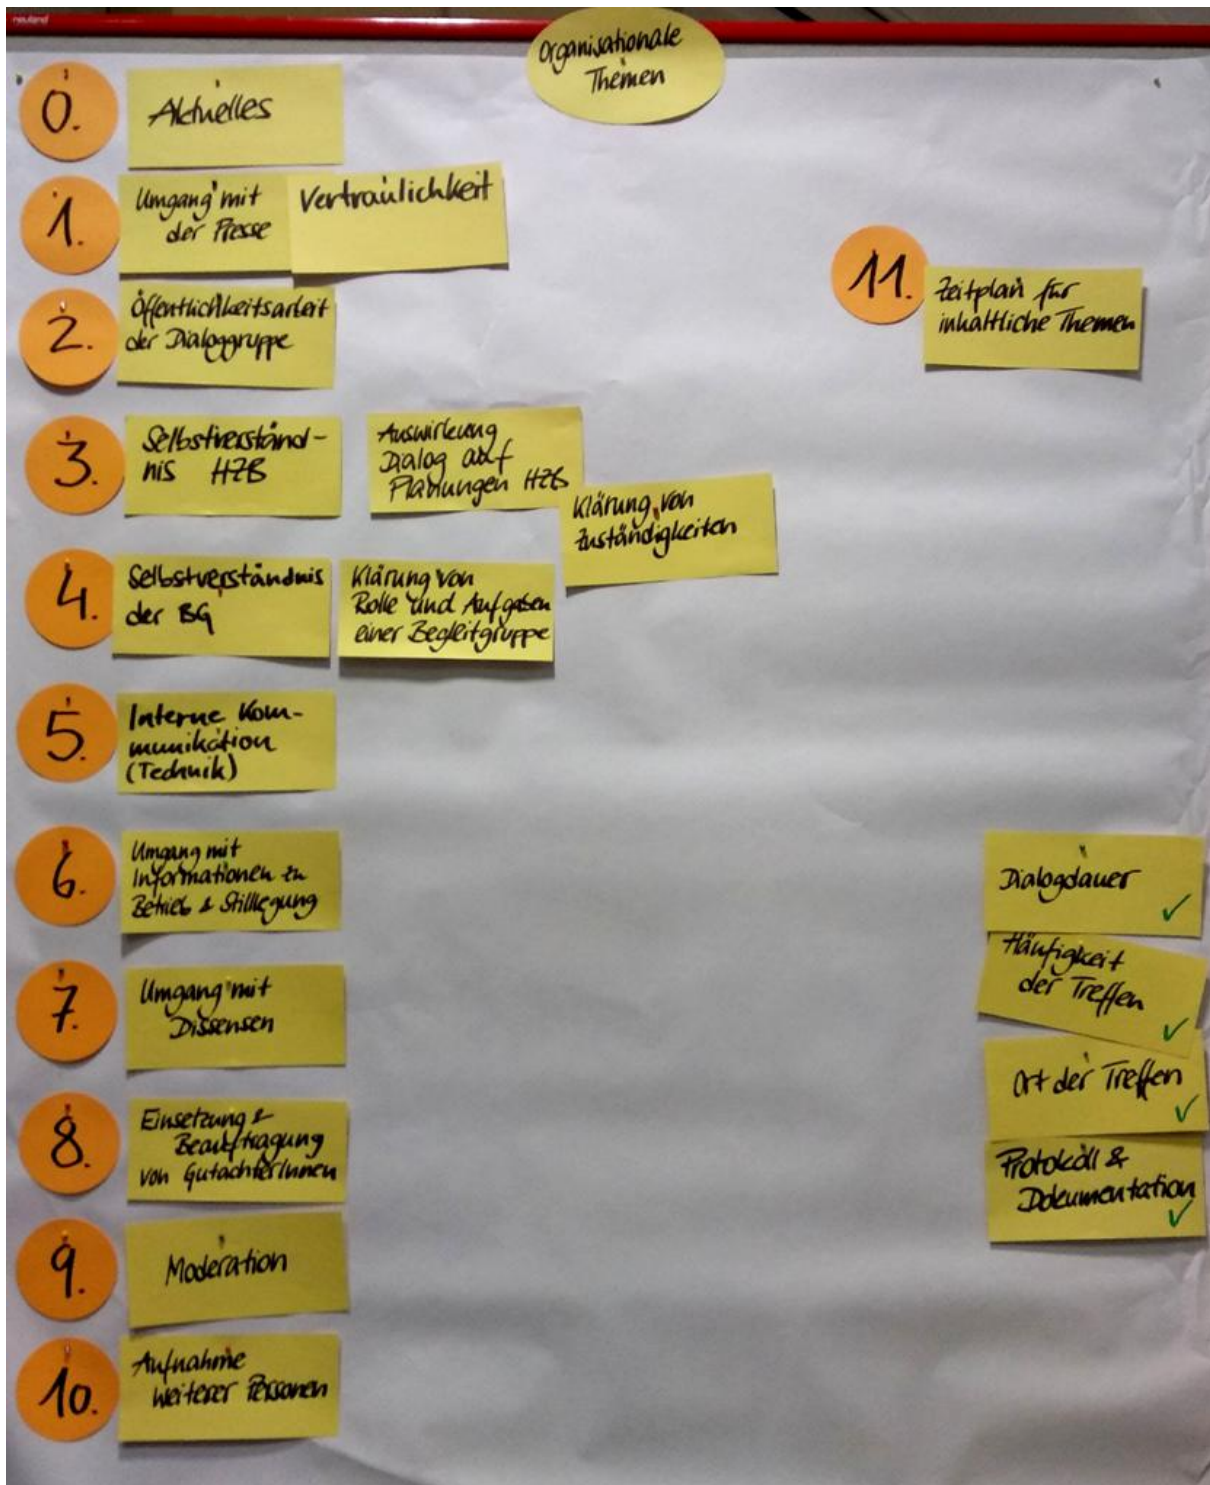 neuland
Organisationale
Themen
0.
Aktuelles
1.
Umgang mit
der Presse
Vertraulichkeit
2.
Öffentlichkeitsarbeit
der Dialoggruppe
3.
Selbstverständ-
nis HZB
Auswirkung
Dialog auf
Planungen HZB
Klärung von
Zuständigkeiten
4.
Selbstverständnis
der BG
Klärung von
Rolle und Aufgaben
einer Begleitgruppe
5.
Interne Kom-
munikation
(Technik)
6.
Umgang mit
Informationen zu
Betrieb & Stilllegung
7.
Umgang mit
Dissensen
8.
Einsetzung &
Beauftragung
von GutachterInnen
9.
Moderation
10.
Aufnahme
weiterer Personen
11.
Zeitplan für
inhaltliche Themen
Dialogdauer
✓
Häufigkeit
der Treffen
✓
Ort der Treffen
✓
Protokoll &
Dokumentation
✓